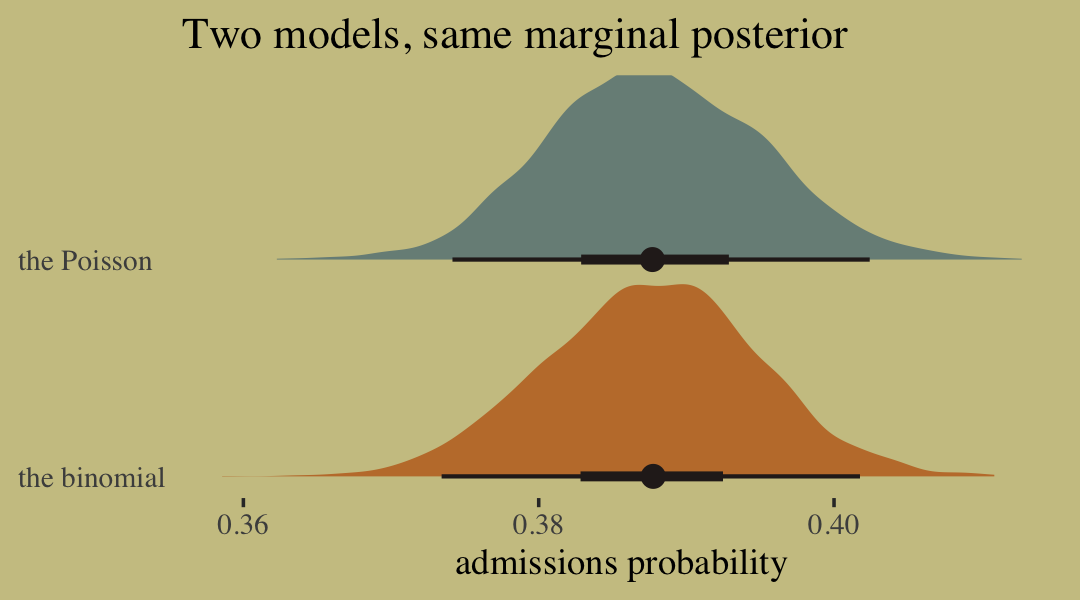 Two models, same marginal posterior
the Poisson
the binomial
0.36 0.38 0.40
admissions probability